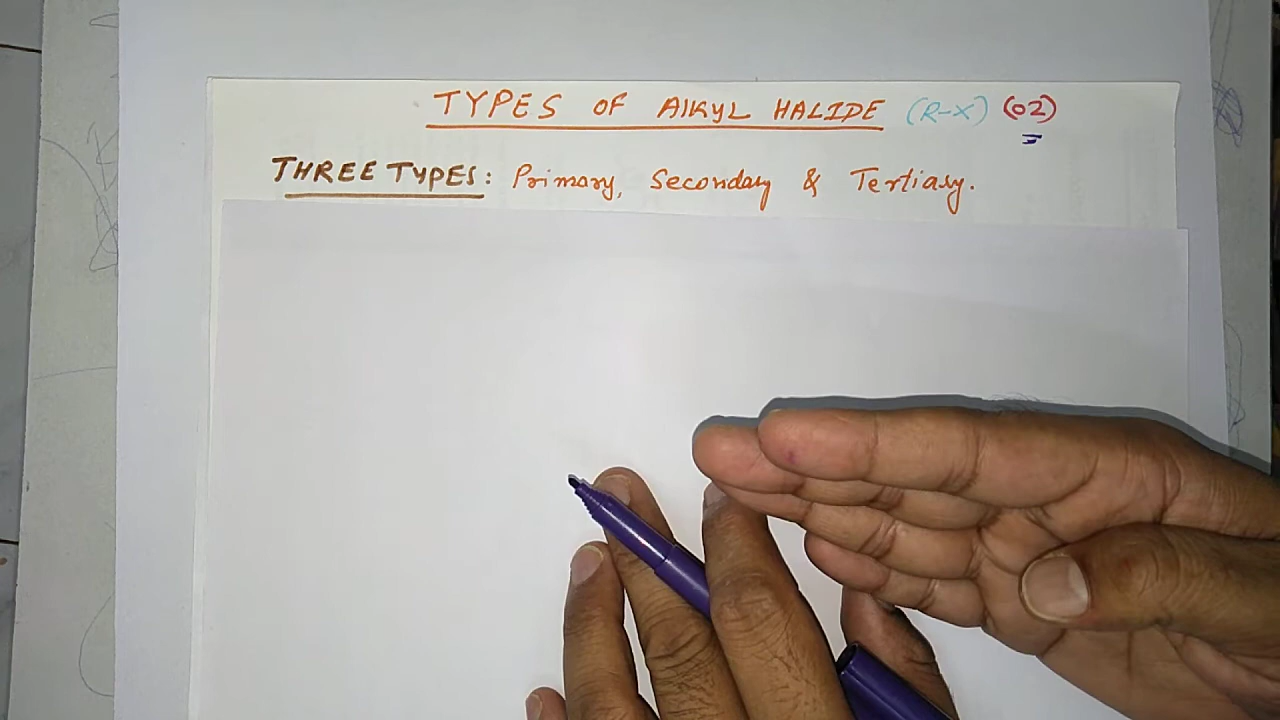 TYPES OF AlKYL HALIDE (R-X) (02)
THREE TYPES: Primary, Secondary & Tertiary.